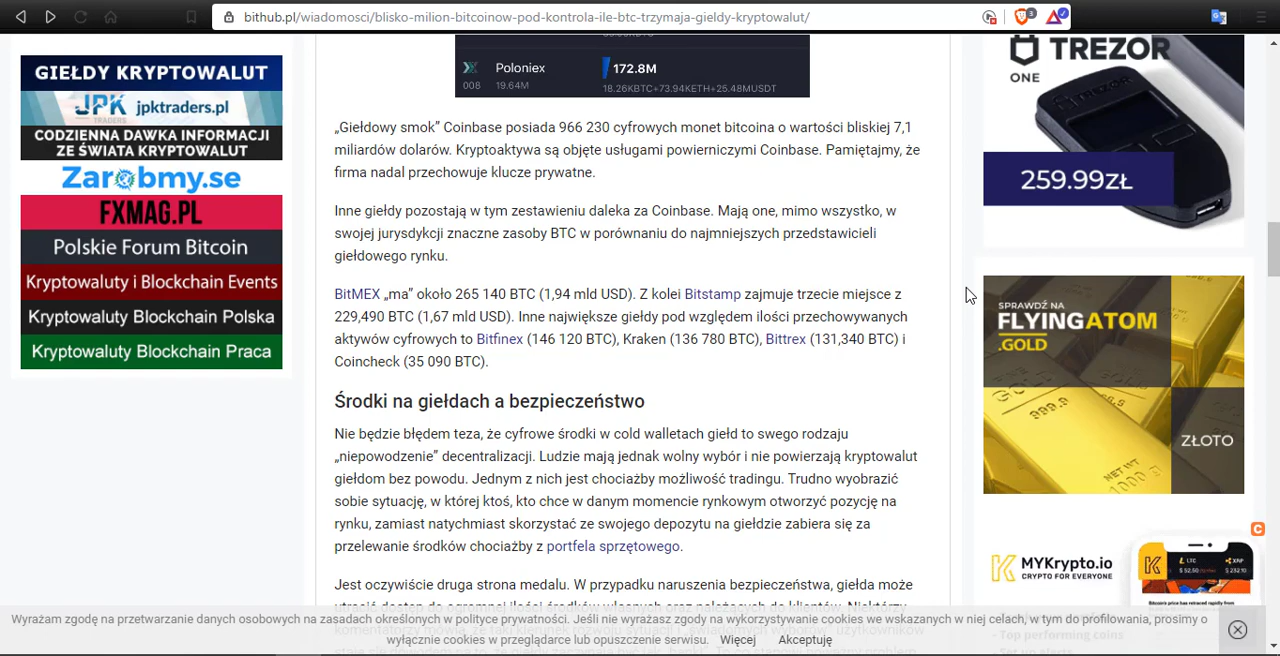 bithub.pl/wiadomosci/blisko-milion-bitcoinow-pod-kontrola-ile-btc-trzymaja-gieldy-kryptowalut/
3
GIEŁDY KRYPTOWALUT
JPK TRADERS jpktraders.pl
CODZIENNA DAWKA INFORMACJI
ZE ŚWIATA KRYPTOWALUT
Zarobmy.se
FXMAG.PL
Polskie Forum Bitcoin
Kryptowaluty i Blockchain Events
Kryptowaluty Blockchain Polska
Kryptowaluty Blockchain Praca
Poloniex
172.8M
008
19.64M
18.26KBTC+73.94KETH+25.48MUSDT
„Giełdowy smok” Coinbase posiada 966 230 cyfrowych monet bitcoina o wartości bliskiej 7,1
miliardów dolarów. Kryptoaktywa są objęte usługami powierniczymi Coinbase. Pamiętajmy, że
firma nadal przechowuje klucze prywatne.
Inne giełdy pozostają w tym zestawieniu daleka za Coinbase. Mają one, mimo wszystko, w
swojej jurysdykcji znaczne zasoby BTC w porównaniu do najmniejszych przedstawicieli
giełdowego rynku.
BitMEX „ma” około 265 140 BTC (1,94 mld USD). Z kolei Bitstamp zajmuje trzecie miejsce z
229,490 BTC (1,67 mld USD). Inne największe giełdy pod względem ilości przechowywanych
aktywów cyfrowych to Bitfinex (146 120 BTC), Kraken (136 780 BTC), Bittrex (131,340 BTC) i
Coincheck (35 090 BTC).
Środki na giełdach a bezpieczeństwo
Nie będzie błędem teza, że cyfrowe środki w cold walletach giełd to swego rodzaju
„niepowodzenie” decentralizacji. Ludzie mają jednak wolny wybór i nie powierzają kryptowalut
giełdom bez powodu. Jednym z nich jest chociażby możliwość tradingu. Trudno wyobrazić
sobie sytuację, w której ktoś, kto chce w danym momencie rynkowym otworzyć pozycję na
rynku, zamiast natychmiast skorzystać ze swojego depozytu na giełdzie zabiera się za
przelewanie środków chociażby z portfela sprzętowego.
Jest oczywiście druga strona medalu. W przypadku naruszenia bezpieczeństwa, giełda może
TREZOR
ONE
259.99ZŁ
SPRAWDŹ NA
FLYINGATOM
.GOLD
GOLD
999.9
NET WT
1000 g
ZŁOTO
MYKrypto.io
CRYPTO FOR EVERYONE
Top performing coins
Wyrażam zgodę na przetwarzanie danych osobowych na zasadach określonych w polityce prywatności. Jeśli nie wyrażasz zgody na wykorzystywanie cookies we wskazanych w niej celach, w tym do profilowania, prosimy o
wyłącznie cookies w przeglądarce lub opuszczenie serwisu. Więcej Akceptuję